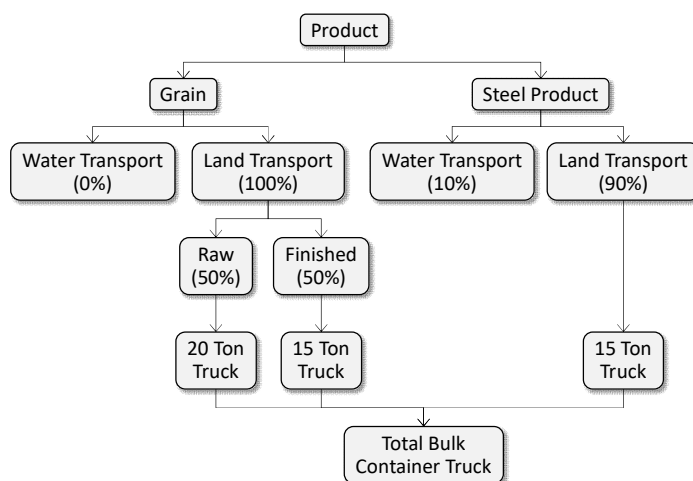 Product
Grain
Steel Product
Water Transport
(0%)
Land Transport
(100%)
Water Transport
(10%)
Land Transport
(90%)
Raw
(50%)
Finished
(50%)
20 Ton
Truck
15 Ton
Truck
15 Ton
Truck
Total Bulk
Container Truck